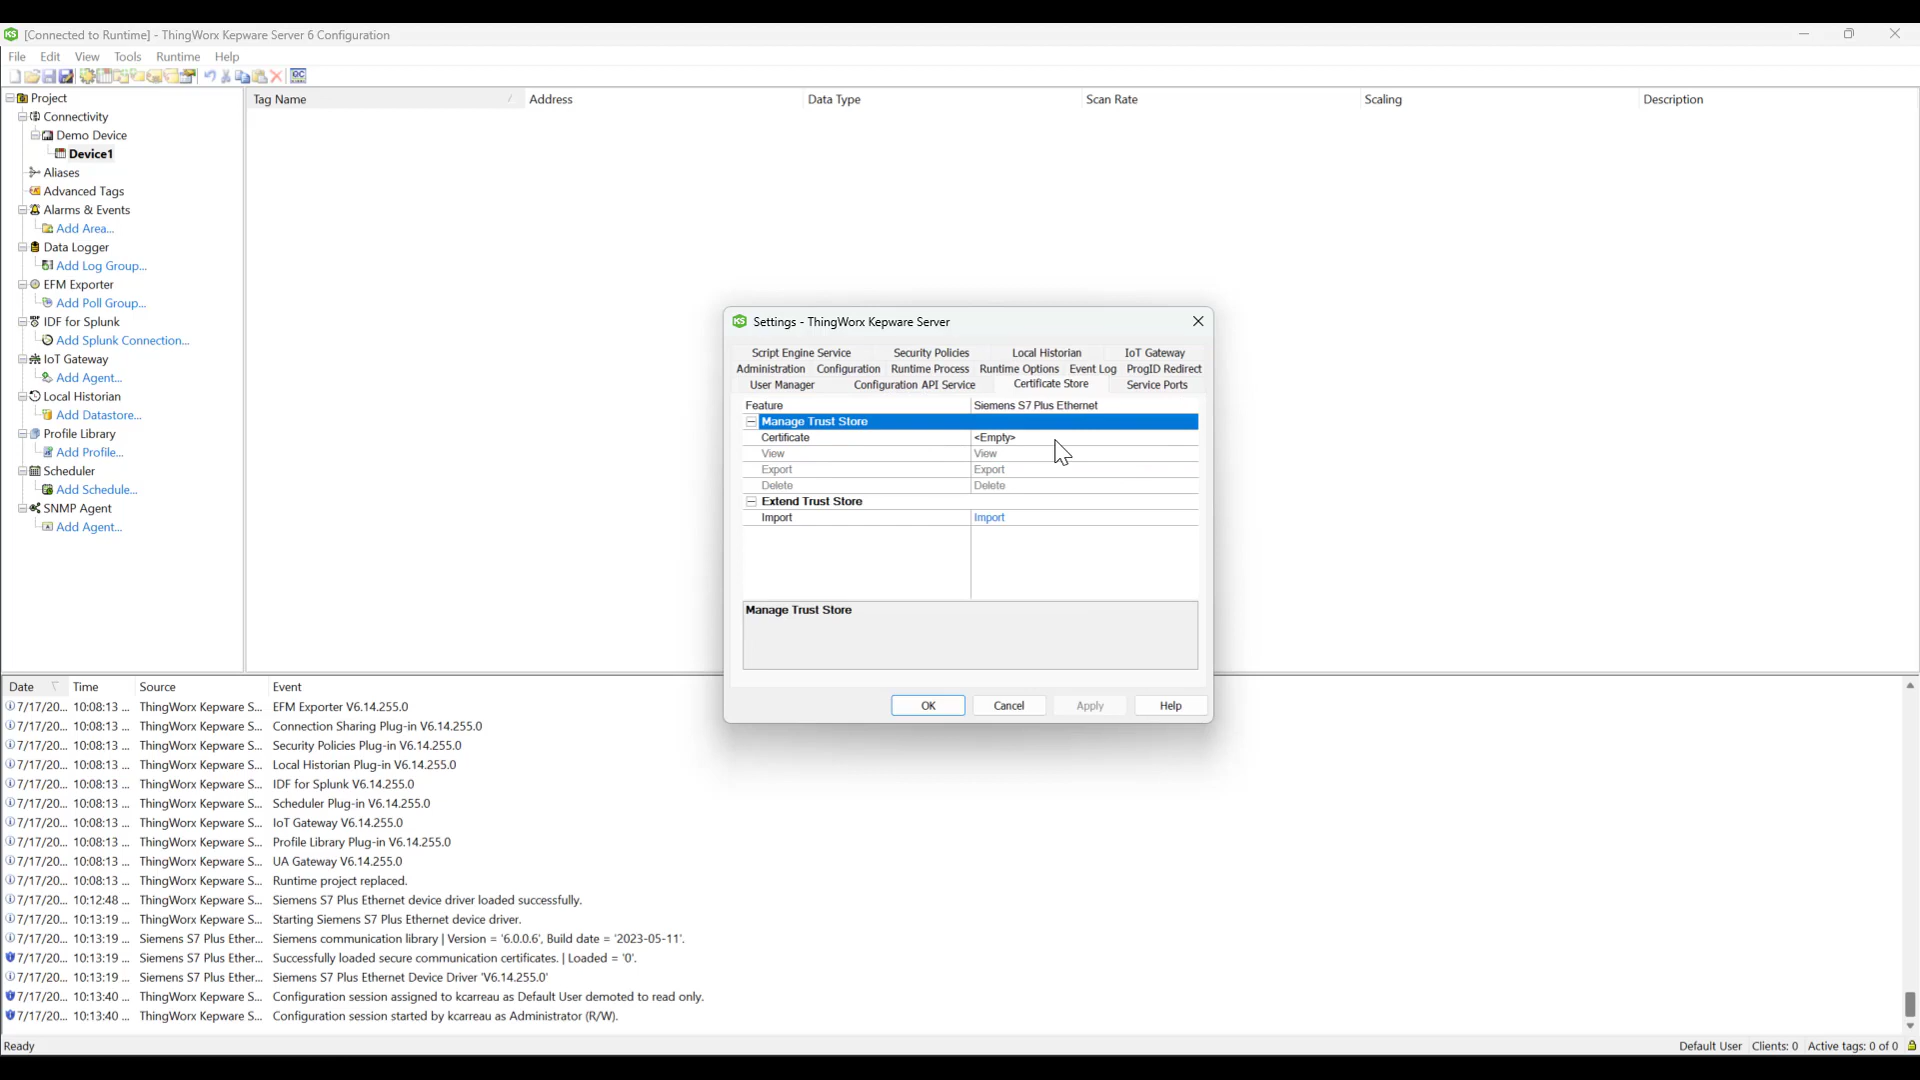 [Connected to Runtime] - ThingWorx Kepware Server 6 Configuration
File Edit View Tools Runtime Help
Project
Connectivity
Demo Device
Device1
Aliases
Advanced Tags
Alarms & Events
Add Area...
Data Logger
Add Log Group...
EFM Exporter
Add Poll Group...
IDF for Splunk
Add Splunk Connection...
IoT Gateway
Add Agent...
Local Historian
Add Datastore...
Profile Library
Add Profile...
Scheduler
Add Schedule...
SNMP Agent
Add Agent...
Tag Name Address Data Type Scan Rate Scaling Description
Settings - ThingWorx Kepware Server
Script Engine Service Security Policies Local Historian IoT Gateway
Administration Configuration Runtime Process Runtime Options Event Log ProgID Redirect
User Manager Configuration API Service Certificate Store Service Ports
Feature Siemens S7 Plus Ethernet
Manage Trust Store
Certificate <Empty>
View View
Export Export
Delete Delete
Extend Trust Store
Import Import
Manage Trust Store
OK Cancel Apply Help
Date Time Source Event
7/17/20... 10:08:13 ... ThingWorx Kepware S... EFM Exporter V6.14.255.0
7/17/20... 10:08:13 ... ThingWorx Kepware S... Connection Sharing Plug-in V6.14.255.0
7/17/20... 10:08:13 ... ThingWorx Kepware S... Security Policies Plug-in V6.14.255.0
7/17/20... 10:08:13 ... ThingWorx Kepware S... Local Historian Plug-in V6.14.255.0
7/17/20... 10:08:13 ... ThingWorx Kepware S... IDF for Splunk V6.14.255.0
7/17/20... 10:08:13 ... ThingWorx Kepware S... Scheduler Plug-in V6.14.255.0
7/17/20... 10:08:13 ... ThingWorx Kepware S... IoT Gateway V6.14.255.0
7/17/20... 10:08:13 ... ThingWorx Kepware S... Profile Library Plug-in V6.14.255.0
7/17/20... 10:08:13 ... ThingWorx Kepware S... UA Gateway V6.14.255.0
7/17/20... 10:08:13 ... ThingWorx Kepware S... Runtime project replaced.
7/17/20... 10:12:48 ... ThingWorx Kepware S... Siemens S7 Plus Ethernet device driver loaded successfully.
7/17/20... 10:13:19 ... ThingWorx Kepware S... Starting Siemens S7 Plus Ethernet device driver.
7/17/20... 10:13:19 ... Siemens S7 Plus Ether... Siemens communication library | Version = '6.0.0.6', Build date = '2023-05-11'.
7/17/20... 10:13:19 ... Siemens S7 Plus Ether... Successfully loaded secure communication certificates. | Loaded = '0'.
7/17/20... 10:13:19 ... Siemens S7 Plus Ether... Siemens S7 Plus Ethernet Device Driver 'V6.14.255.0'
7/17/20... 10:13:40 ... ThingWorx Kepware S... Configuration session assigned to kcarreau as Default User demoted to read only.
7/17/20... 10:13:40 ... ThingWorx Kepware S... Configuration session started by kcarreau as Administrator (R/W).
Ready Default User Clients: 0 Active tags: 0 of 0